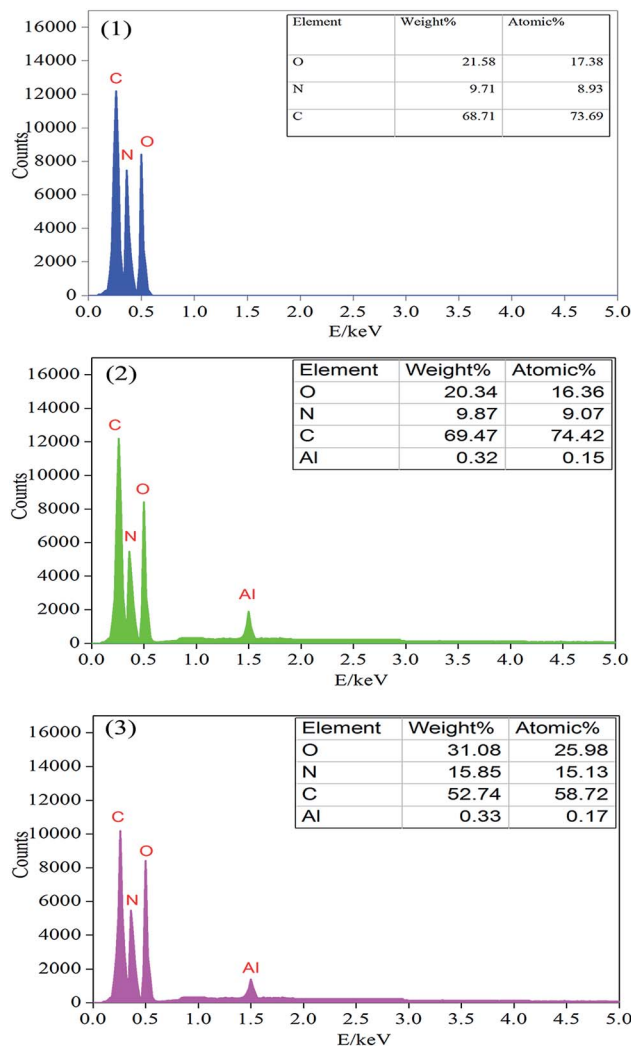 (1)
Element Weight% Atomic%
O 21.58 17.38
N 9.71 8.93
C 68.71 73.69
16000
14000
12000
10000
8000
6000
4000
2000
0
Counts
C
N
O
0.0 0.5 1.0 1.5 2.0 2.5 3.0 3.5 4.0 4.5 5.0
E/keV
(2)
Element Weight% Atomic%
O 20.34 16.36
N 9.87 9.07
C 69.47 74.42
Al 0.32 0.15
16000
14000
12000
10000
8000
6000
4000
2000
0
Counts
C
N
O
Al
0.0 0.5 1.0 1.5 2.0 2.5 3.0 3.5 4.0 4.5 5.0
E/keV
(3)
Element Weight% Atomic%
O 31.08 25.98
N 15.85 15.13
C 52.74 58.72
Al 0.33 0.17
16000
14000
12000
10000
8000
6000
4000
2000
0
Counts
C
N
O
Al
0.0 0.5 1.0 1.5 2.0 2.5 3.0 3.5 4.0 4.5 5.0
E/keV